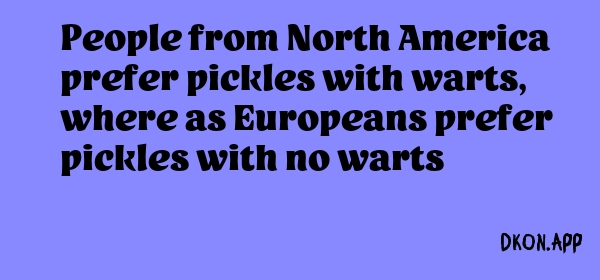 People from North America
prefer pickles with warts,
where as Europeans prefer
pickles with no warts
DKON.APP